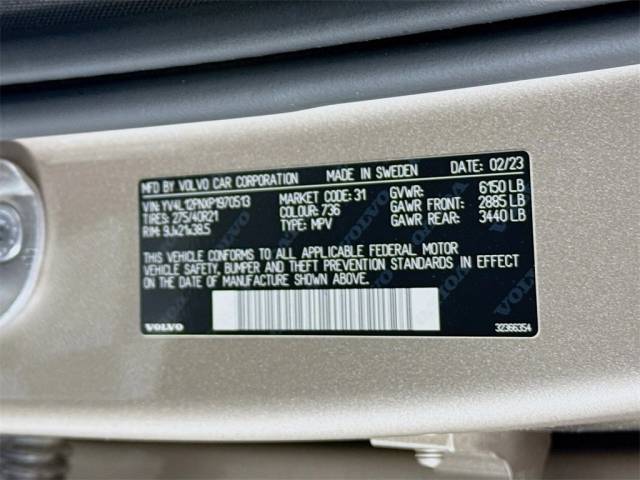 MFD BY VOLVO CAR CORPORATION MADE IN SWEDEN DATE: 02/23
VIN: YV4L12PNXP1970513 MARKET CODE: 31 GVWR: 6150 LB
TIRES: 275/40R21 COLOUR: 736 GAWR FRONT: 2885 LB
RIM: 9Jx21x38.5 TYPE: MPV GAWR REAR: 3440 LB
THIS VEHICLE CONFORMS TO ALL APPLICABLE FEDERAL MOTOR
VEHICLE SAFETY, BUMPER AND THEFT PREVENTION STANDARDS IN EFFECT
ON THE DATE OF MANUFACTURE SHOWN ABOVE.
VOLVO 32366354